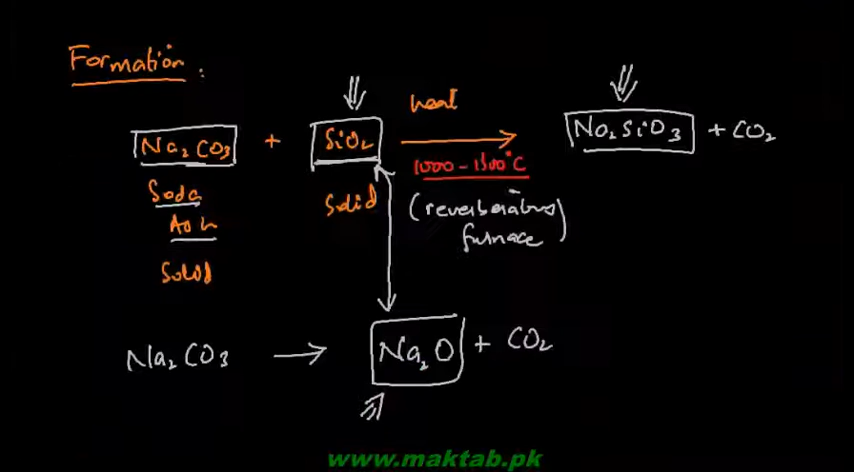 Formation.
Na₂CO₃ + SiO₂ heat → Na₂SiO₃ + CO₂
1000-1300°C
Soda
Ash
Solid
Solid
(reverberatory
furnace)
Na₂CO₃ → Na₂O + CO₂
www.maktab.pk